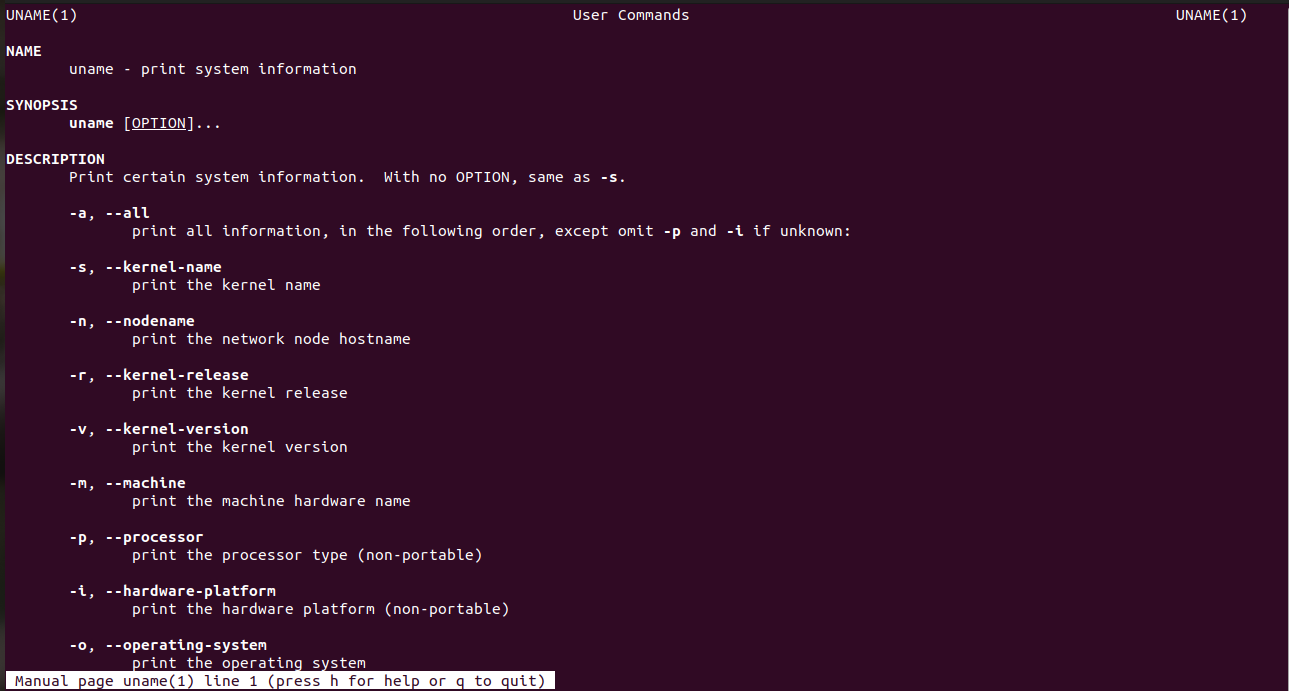 UNAME(1) User Commands UNAME(1)
NAME
uname - print system information
SYNOPSIS
uname [OPTION]...
DESCRIPTION
Print certain system information.  With no OPTION, same as -s.
-a, --all
print all information, in the following order, except omit -p and -i if unknown:
-s, --kernel-name
print the kernel name
-n, --nodename
print the network node hostname
-r, --kernel-release
print the kernel release
-v, --kernel-version
print the kernel version
-m, --machine
print the machine hardware name
-p, --processor
print the processor type (non-portable)
-i, --hardware-platform
print the hardware platform (non-portable)
-o, --operating-system
print the operating system
Manual page uname(1) line 1 (press h for help or q to quit)